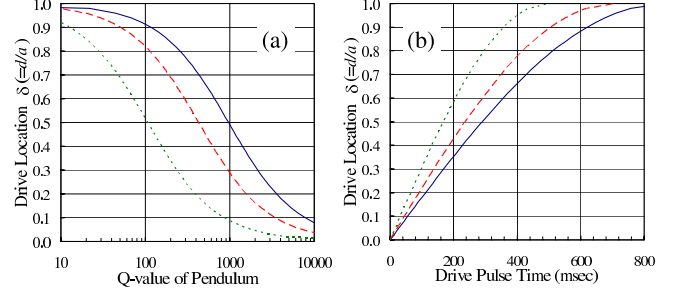 1.0
0.9
0.8
0.7
0.6
0.5
0.4
0.3
0.2
0.1
0.0
Drive Location δ (=d/a)
(a)
10 100 1000 10000
Q-value of Pendulum
1.0
0.9
0.8
0.7
0.6
0.5
0.4
0.3
0.2
0.1
0.0
Drive Location δ (=d/a)
(b)
0 200 400 600 800
Drive Pulse Time (msec)